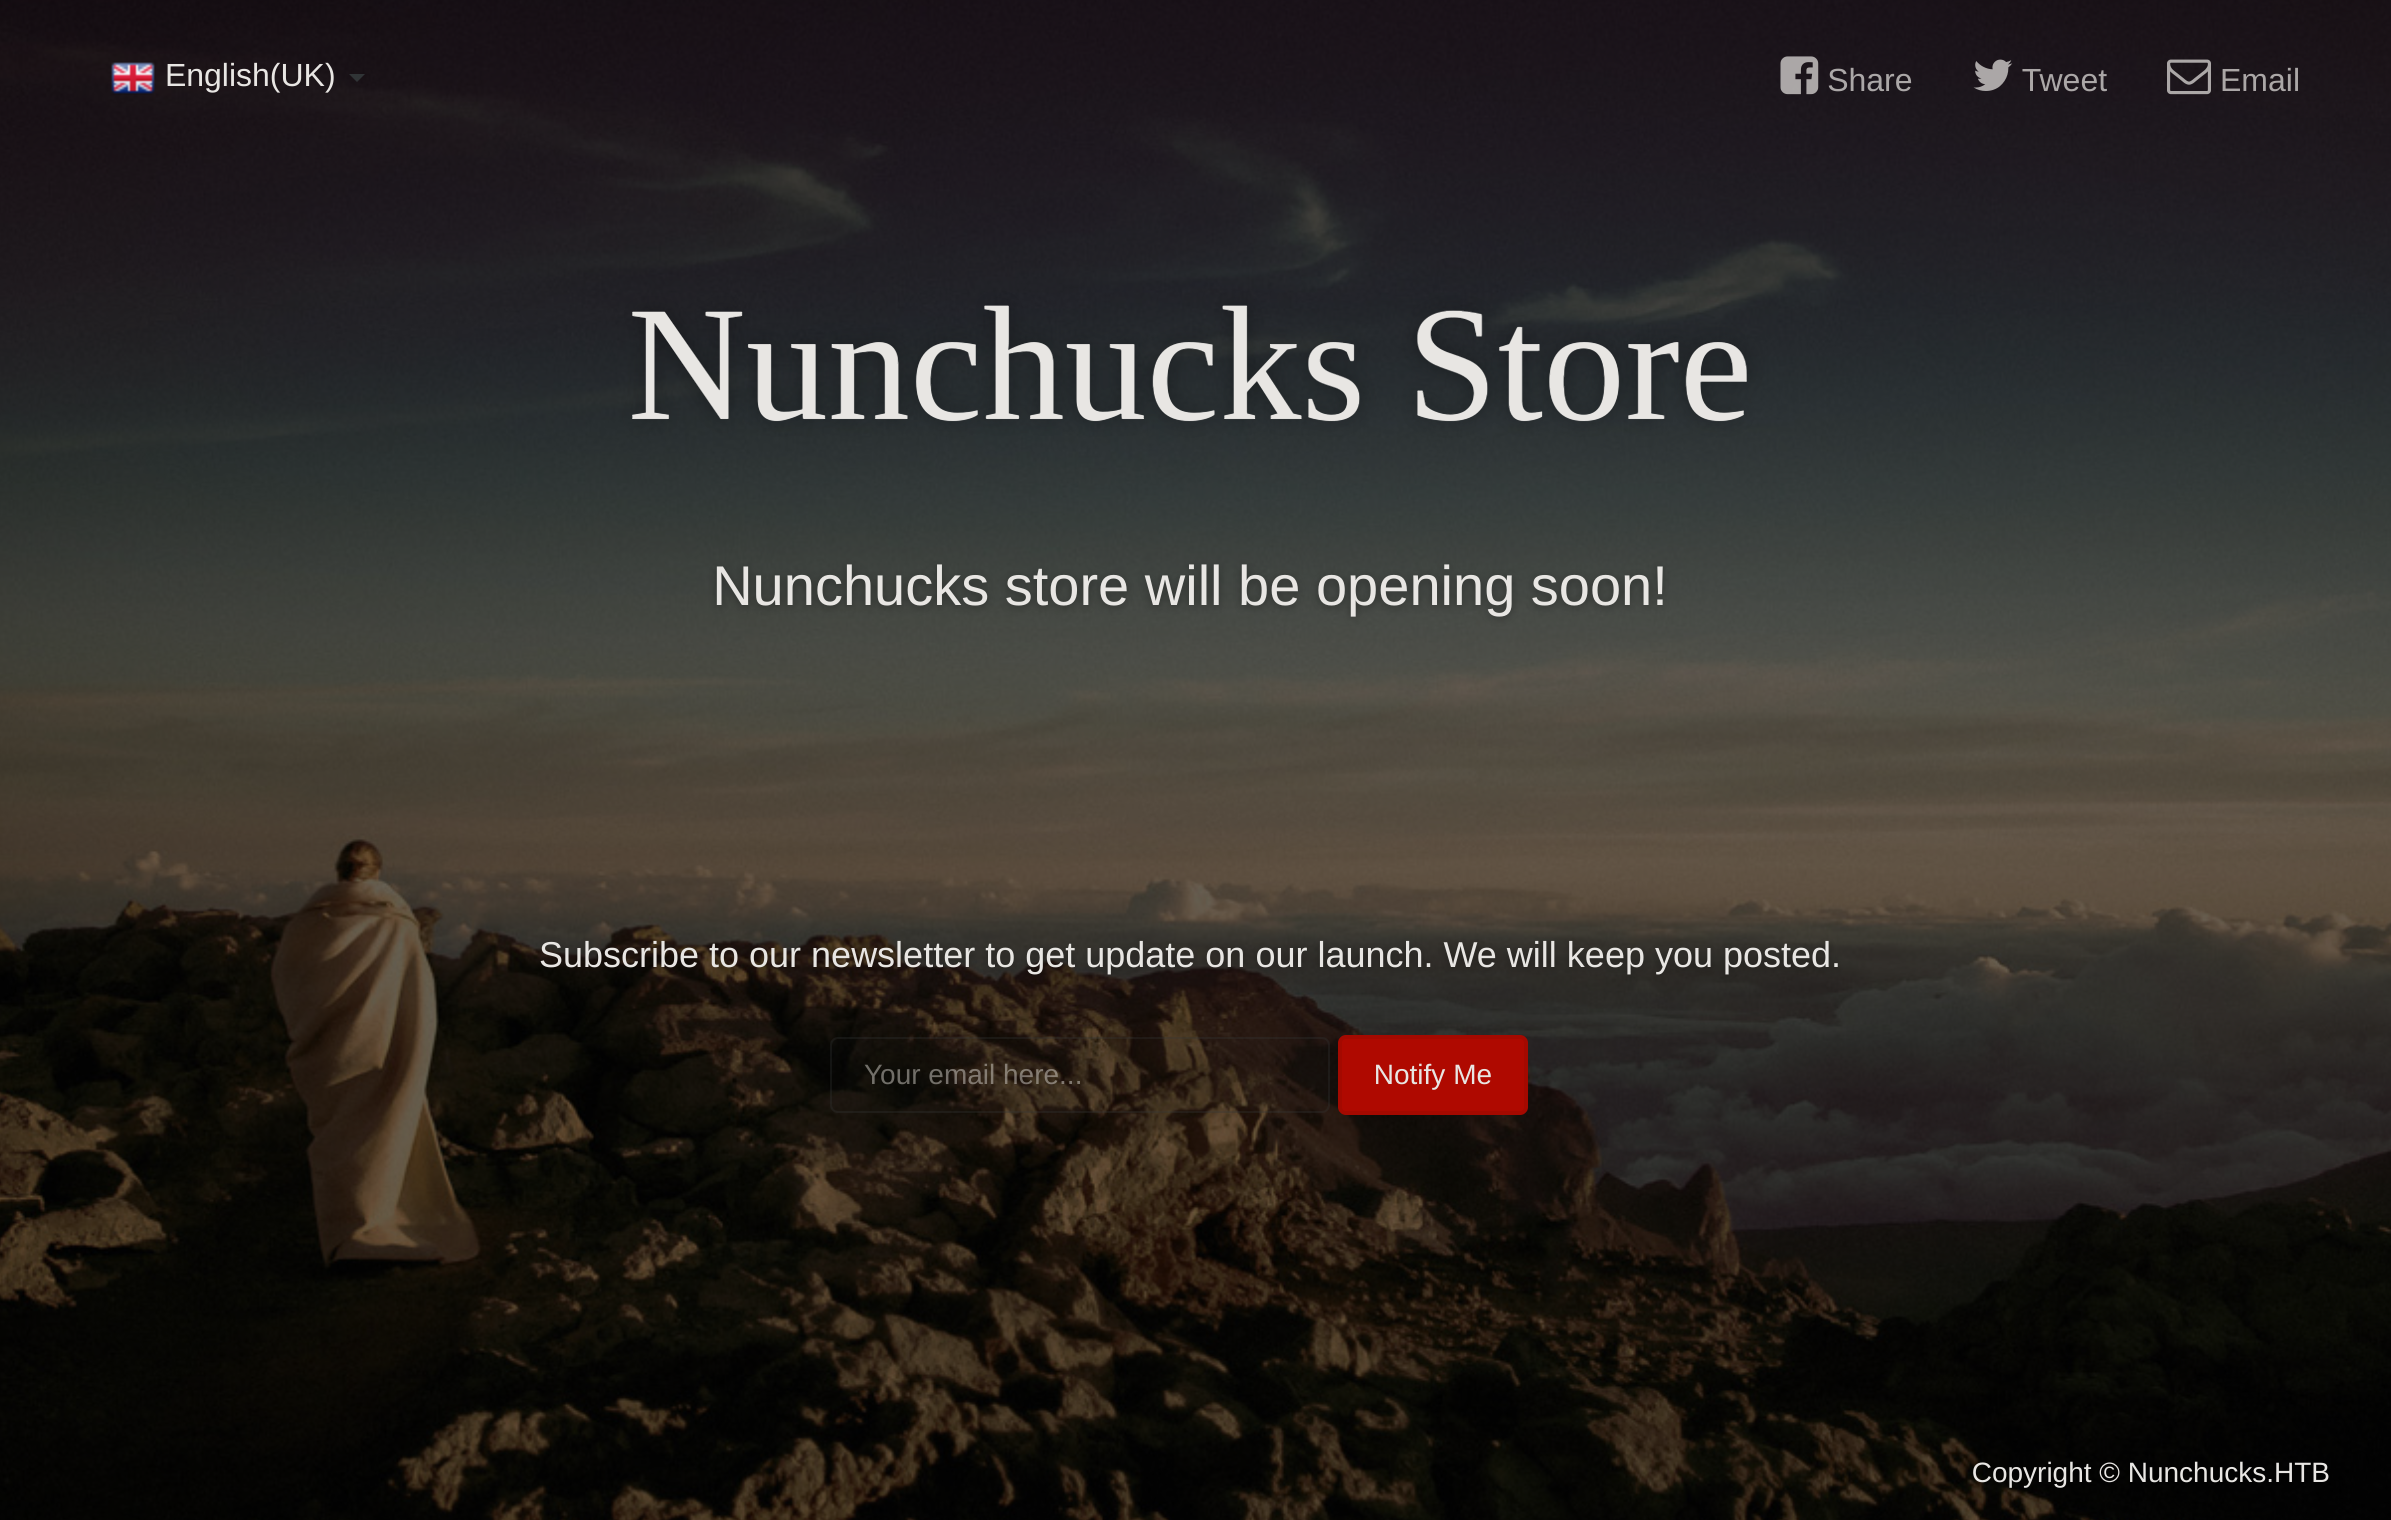 English(UK)
Share
Tweet
Email
Nunchucks Store
Nunchucks store will be opening soon!
Subscribe to our newsletter to get update on our launch. We will keep you posted.
Your email here...
Notify Me
Copyright © Nunchucks.HTB